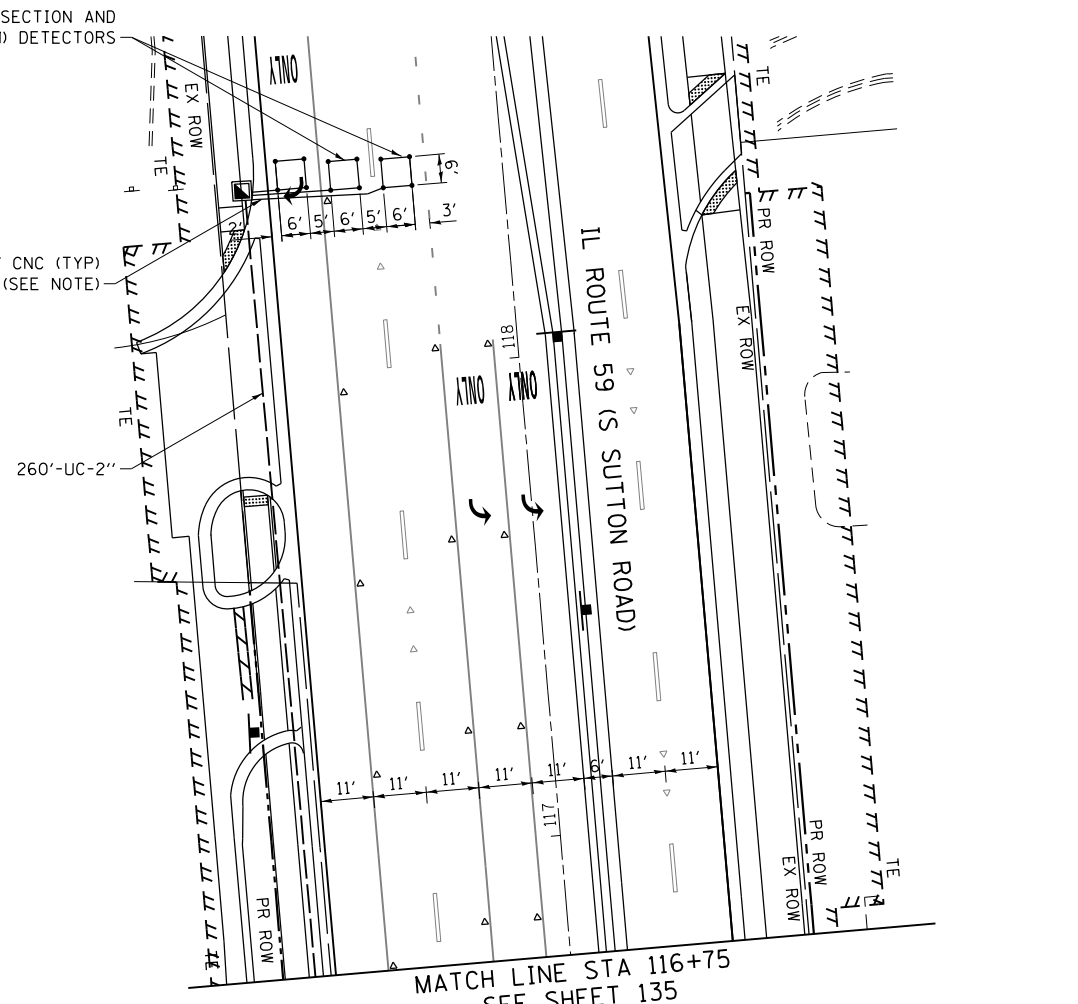 SECTION AND
) DETECTORS
ONLY
EX ROW
TE
TE
6'
2'
6'
5'
6'
5'
6'
3'
CNC (TYP)
(SEE NOTE)
PR ROW
IL ROUTE 59 (S SUTTON ROAD)
EX ROW
118
ONLY
ONLY
TE
260'-UC-2"
11'
11'
11'
11'
11'
6'
11'
11'
117
PR ROW
EX ROW
TE
PR ROW
TE
MATCH LINE STA 116+75
SEE SHEET 135